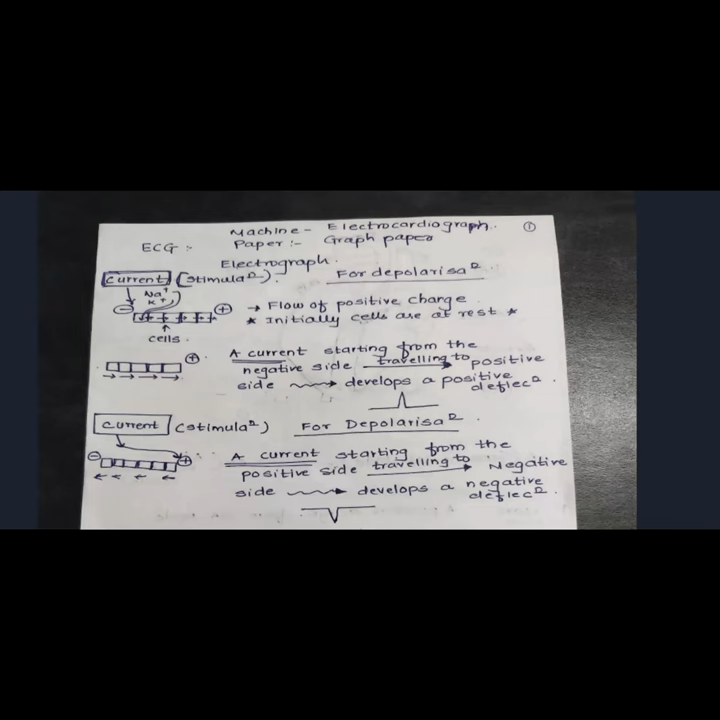 Machine - Electrocardiograph. ①
ECG :- Paper :- Graph paper
Electrograph.
Current (stimulaⁿ). For depolarisaⁿ
Na⁺
K⁺
⊖ + + + + ⊕ → Flow of positive charge
* Initially cells are at rest *
cells.
⊕ A current starting from the
negative side travelling to positive
side develops a positive
deflecⁿ
Current (stimulaⁿ) For Depolarisaⁿ.
⊖ ⊕ A current starting from the
positive side travelling to Negative
side develops a negative
deflecⁿ.